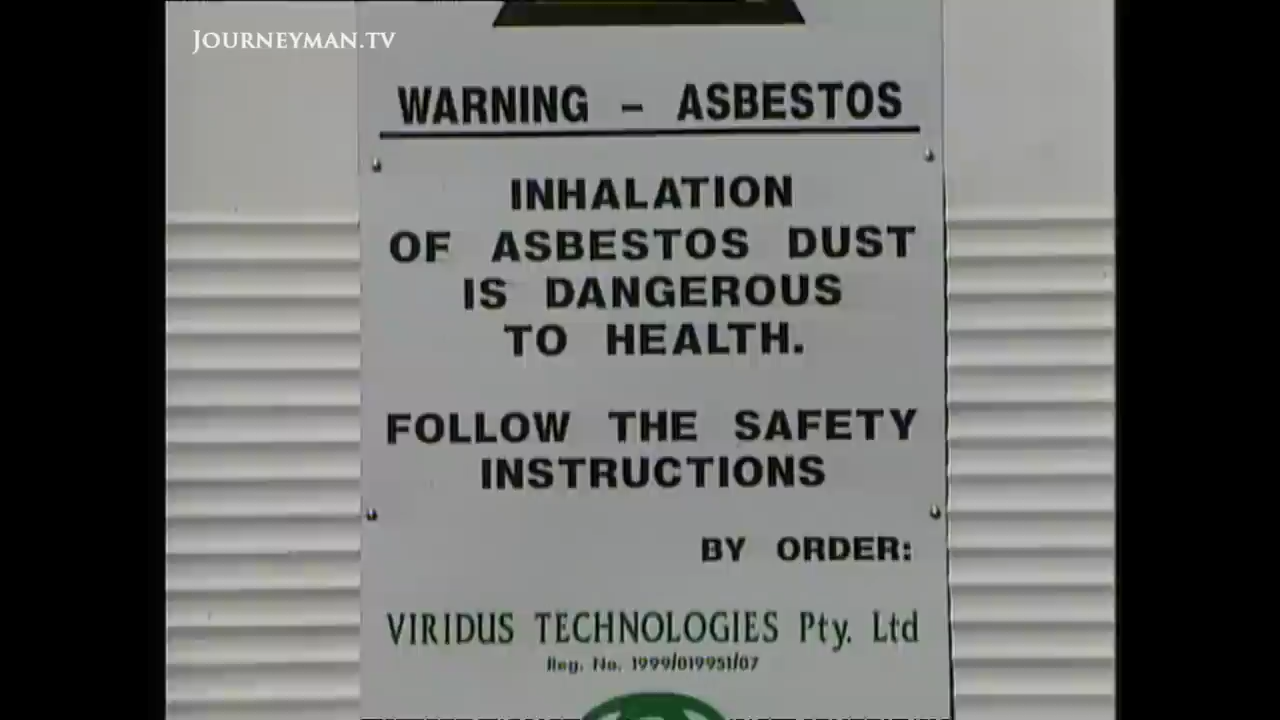 JOURNEYMAN.TV
WARNING - ASBESTOS
INHALATION
OF ASBESTOS DUST
IS DANGEROUS
TO HEALTH.
FOLLOW THE SAFETY
INSTRUCTIONS
BY ORDER:
VIRIDUS TECHNOLOGIES Pty. Ltd
Reg. No. 1999/019951/07